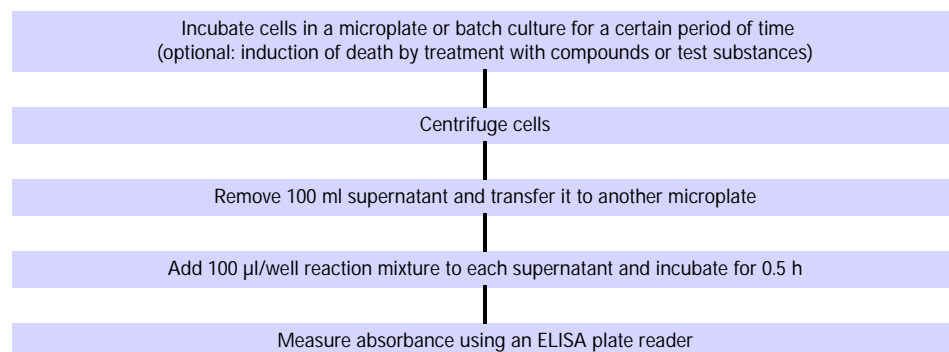 Incubate cells in a microplate or batch culture for a certain period of time
(optional: induction of death by treatment with compounds or test substances)
Centrifuge cells
Remove 100 ml supernatant and transfer it to another microplate
Add 100 µl/well reaction mixture to each supernatant and incubate for 0.5 h
Measure absorbance using an ELISA plate reader